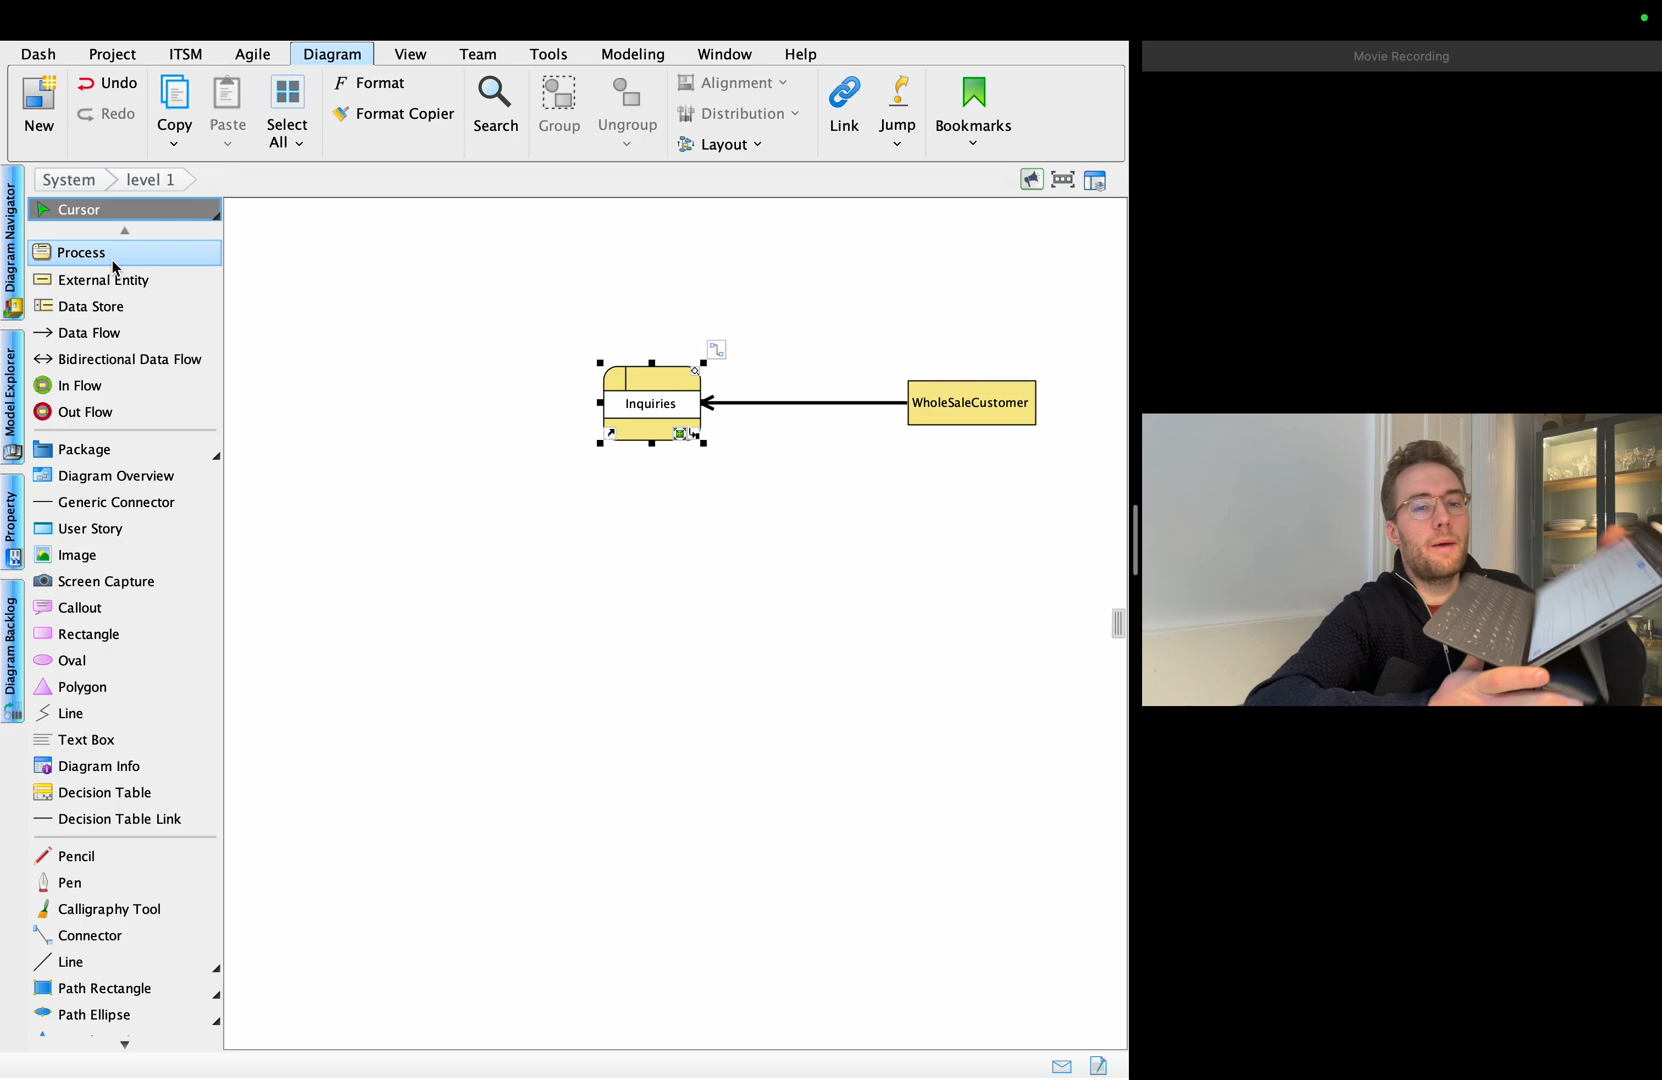 Movie Recording
Dash Project ITSM Agile Diagram View Team Tools Modeling Window Help
New
Undo
Redo
Copy
Paste
Select
All
Format
Format Copier
Search
Group
Ungroup
Alignment
Distribution
Layout
Link
Jump
Bookmarks
System
level 1
Diagram Navigator
Model Explorer
Property
Diagram Backlog
Cursor
Process
External Entity
Data Store
Data Flow
Bidirectional Data Flow
In Flow
Out Flow
Package
Diagram Overview
Generic Connector
User Story
Image
Screen Capture
Callout
Rectangle
Oval
Polygon
Line
Text Box
Diagram Info
Decision Table
Decision Table Link
Pencil
Pen
Calligraphy Tool
Connector
Line
Path Rectangle
Path Ellipse
Inquiries
WholeSaleCustomer